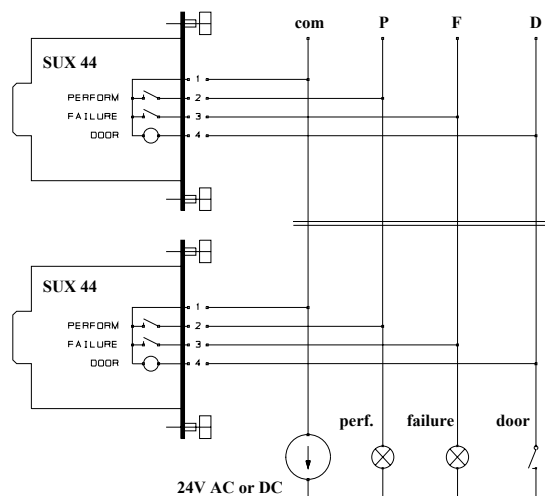 com P F D
SUX 44
1
PERFORM 2
FAILURE 3
DOOR 4
SUX 44
1
PERFORM 2
FAILURE 3
DOOR 4
perf. failure door
24V AC or DC